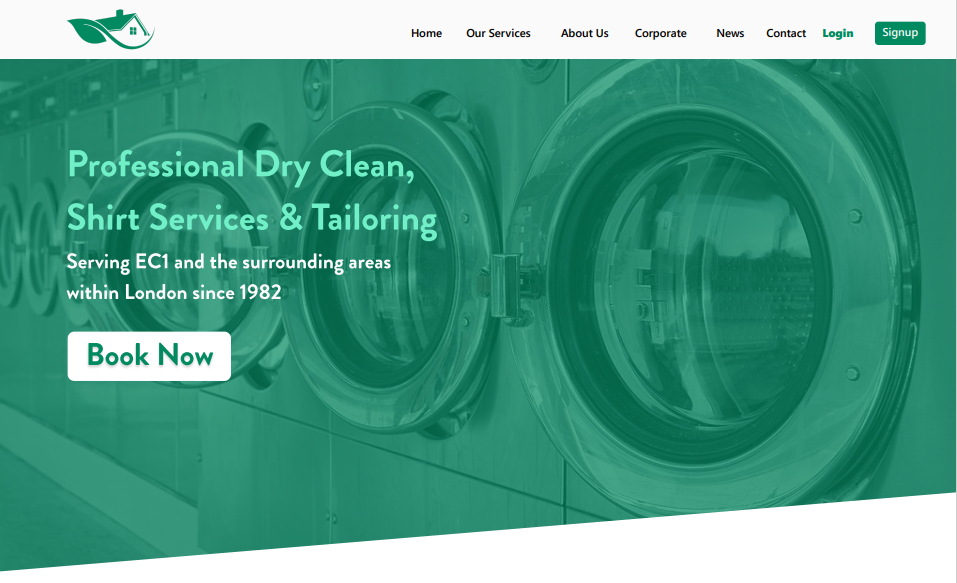 Home
Our Services
About Us
Corporate
News
Contact
Login
Signup
Professional Dry Clean,
Shirt Services & Tailoring
Serving EC1 and the surrounding areas
within London since 1982
Book Now